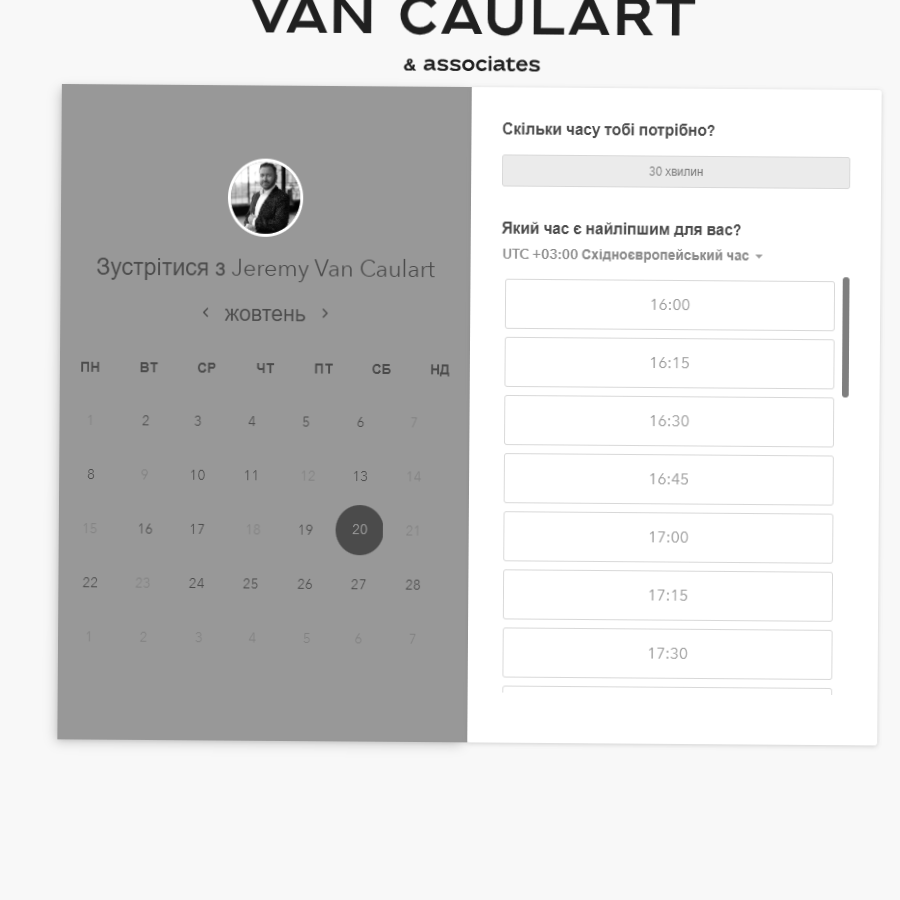 VAN CAULART
& associates
Зустрітися з Jeremy Van Caulart
жовтень
ПН ВТ СР ЧТ ПТ СБ НД
1 2 3 4 5 6 7
8 9 10 11 12 13 14
15 16 17 18 19 20 21
22 23 24 25 26 27 28
1 2 3 4 5 6 7
Скільки часу тобі потрібно?
30 хвилин
Який час є найліпшим для вас?
UTC +03:00 Східноєвропейський час
16:00
16:15
16:30
16:45
17:00
17:15
17:30